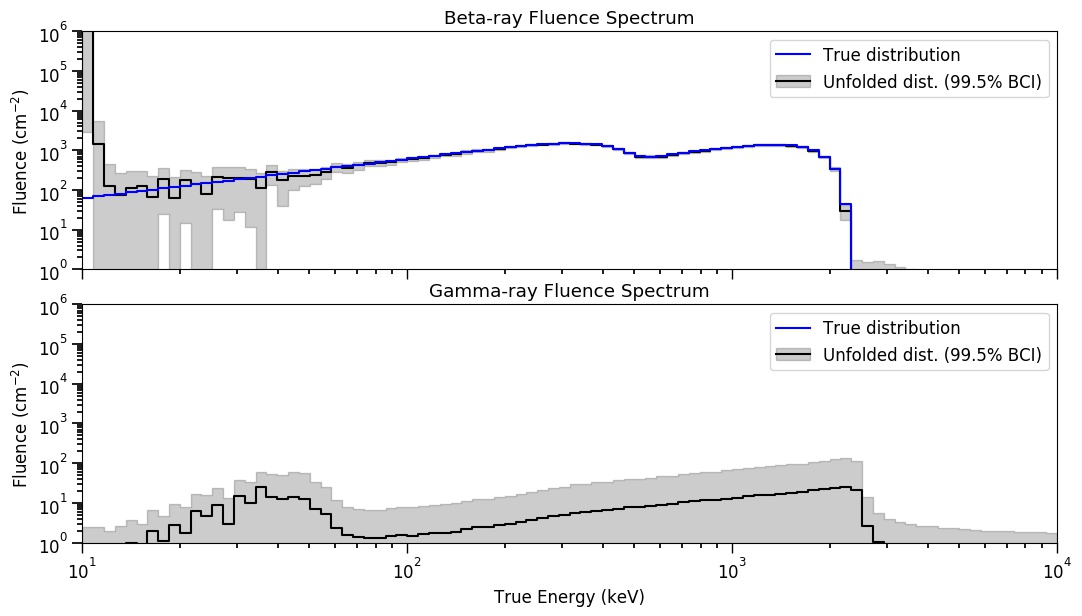 Beta-ray Fluence Spectrum
10^6
10^5
10^4
10^3
10^2
10^1
10^0
Fluence (cm^−2)
True distribution
Unfolded dist. (99.5% BCI)
Gamma-ray Fluence Spectrum
10^6
10^5
10^4
10^3
10^2
10^1
10^0
Fluence (cm^−2)
True distribution
Unfolded dist. (99.5% BCI)
10^1 10^2 10^3 10^4
True Energy (keV)